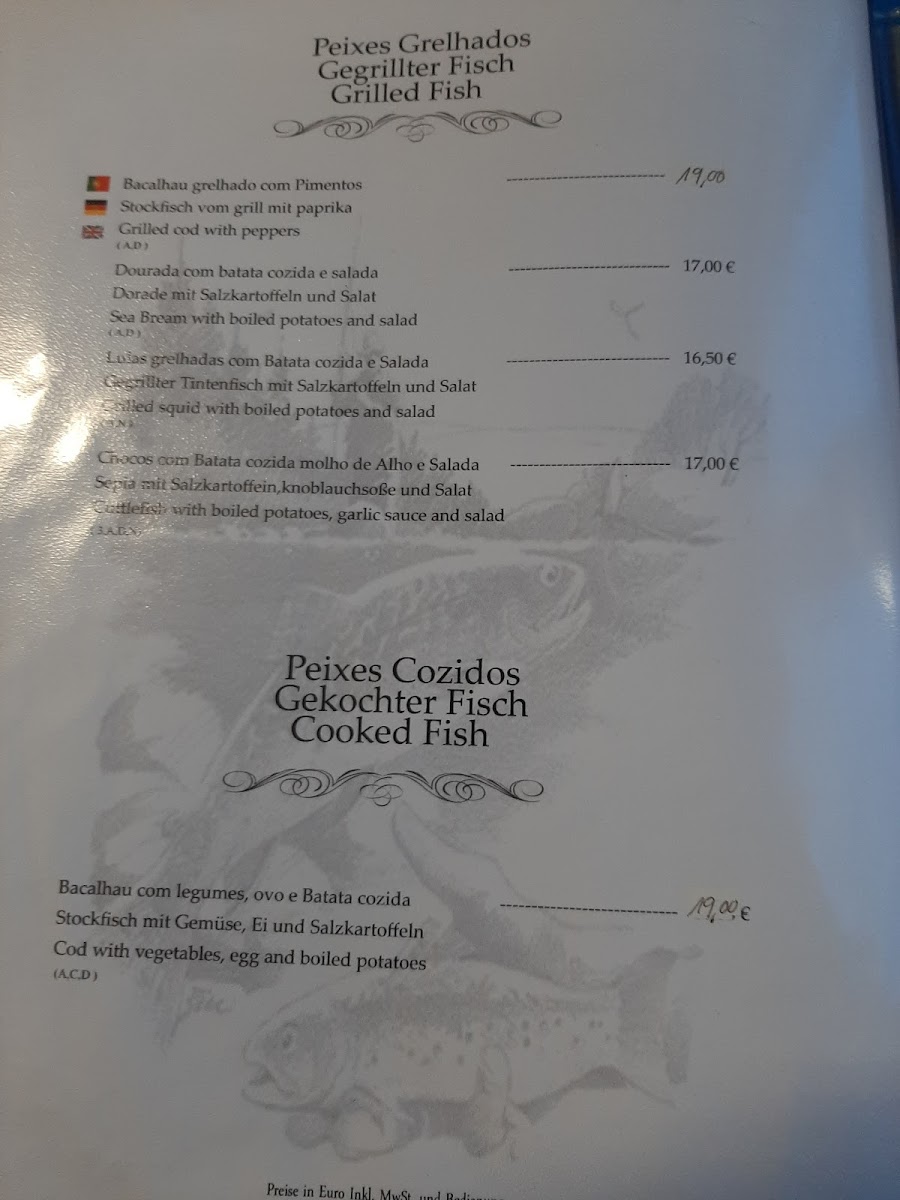 Peixes Grelhados
Gegrillter Fisch
Grilled Fish
Bacalhau grelhado com Pimentos -------------------------- 19,00
Stockfisch vom grill mit paprika
Grilled cod with peppers
(A,D)
Dourada com batata cozida e salada -------------------------- 17,00 €
Dorade mit Salzkartoffeln und Salat
Sea Bream with boiled potatoes and salad
(A,D)
Lulas grelhadas com Batata cozida e Salada -------------------------- 16,50 €
Gegrillter Tintenfisch mit Salzkartoffeln und Salat
Grilled squid with boiled potatoes and salad
Chocos com Batata cozida molho de Alho e Salada -------------------------- 17,00 €
Sepia mit Salzkartoffein,knoblauchsoße und Salat
Cuttlefish with boiled potatoes, garlic sauce and salad
Peixes Cozidos
Gekochter Fisch
Cooked Fish
Bacalhau com legumes, ovo e Batata cozida -------------------------- 19,00,€
Stockfisch mit Gemüse, Ei und Salzkartoffeln
Cod with vegetables, egg and boiled potatoes
(A,C,D)
Preise in Euro Inkl. MwSt. und